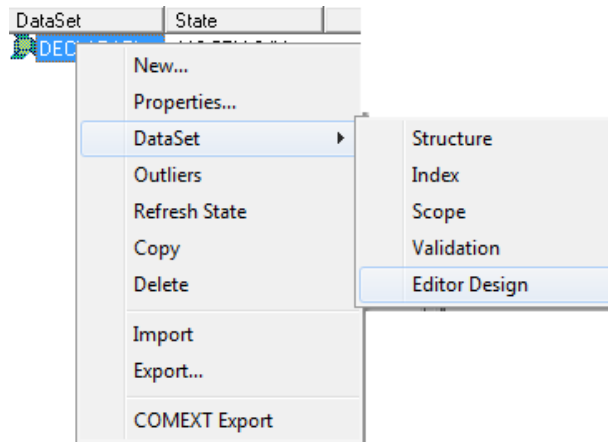 DataSet State
New...
Properties...
DataSet
Outliers
Refresh State
Copy
Delete
Import
Export...
COMEXT Export
Structure
Index
Scope
Validation
Editor Design